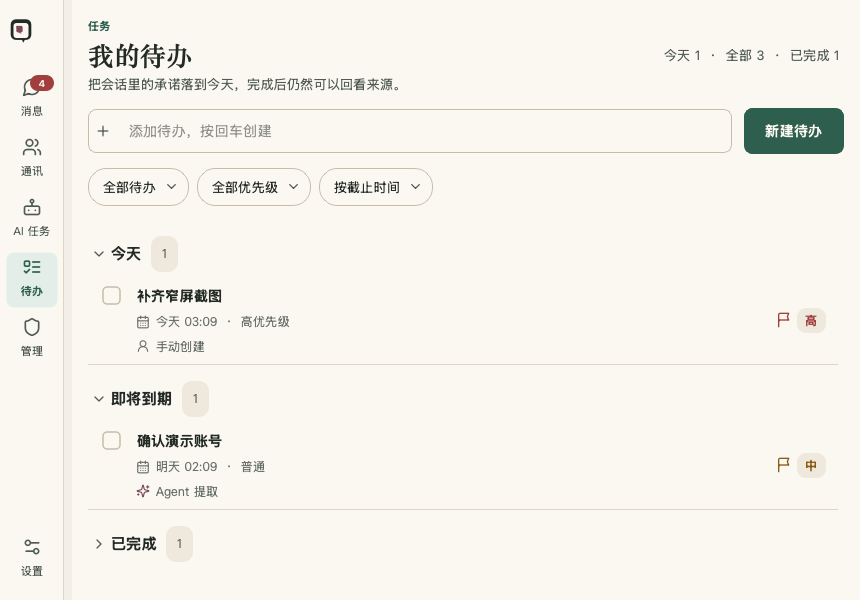 4
消息
通讯
AI 任务
待办
管理
设置
任务
我的待办
今天 1 · 全部 3 · 已完成 1
把会话里的承诺落到今天，完成后仍然可以回看来源。
添加待办，按回车创建
新建待办
全部待办
全部优先级
按截止时间
今天 1
补齐窄屏截图
今天 03:09 · 高优先级
高
手动创建
即将到期 1
确认演示账号
明天 02:09 · 普通
中
Agent 提取
已完成 1